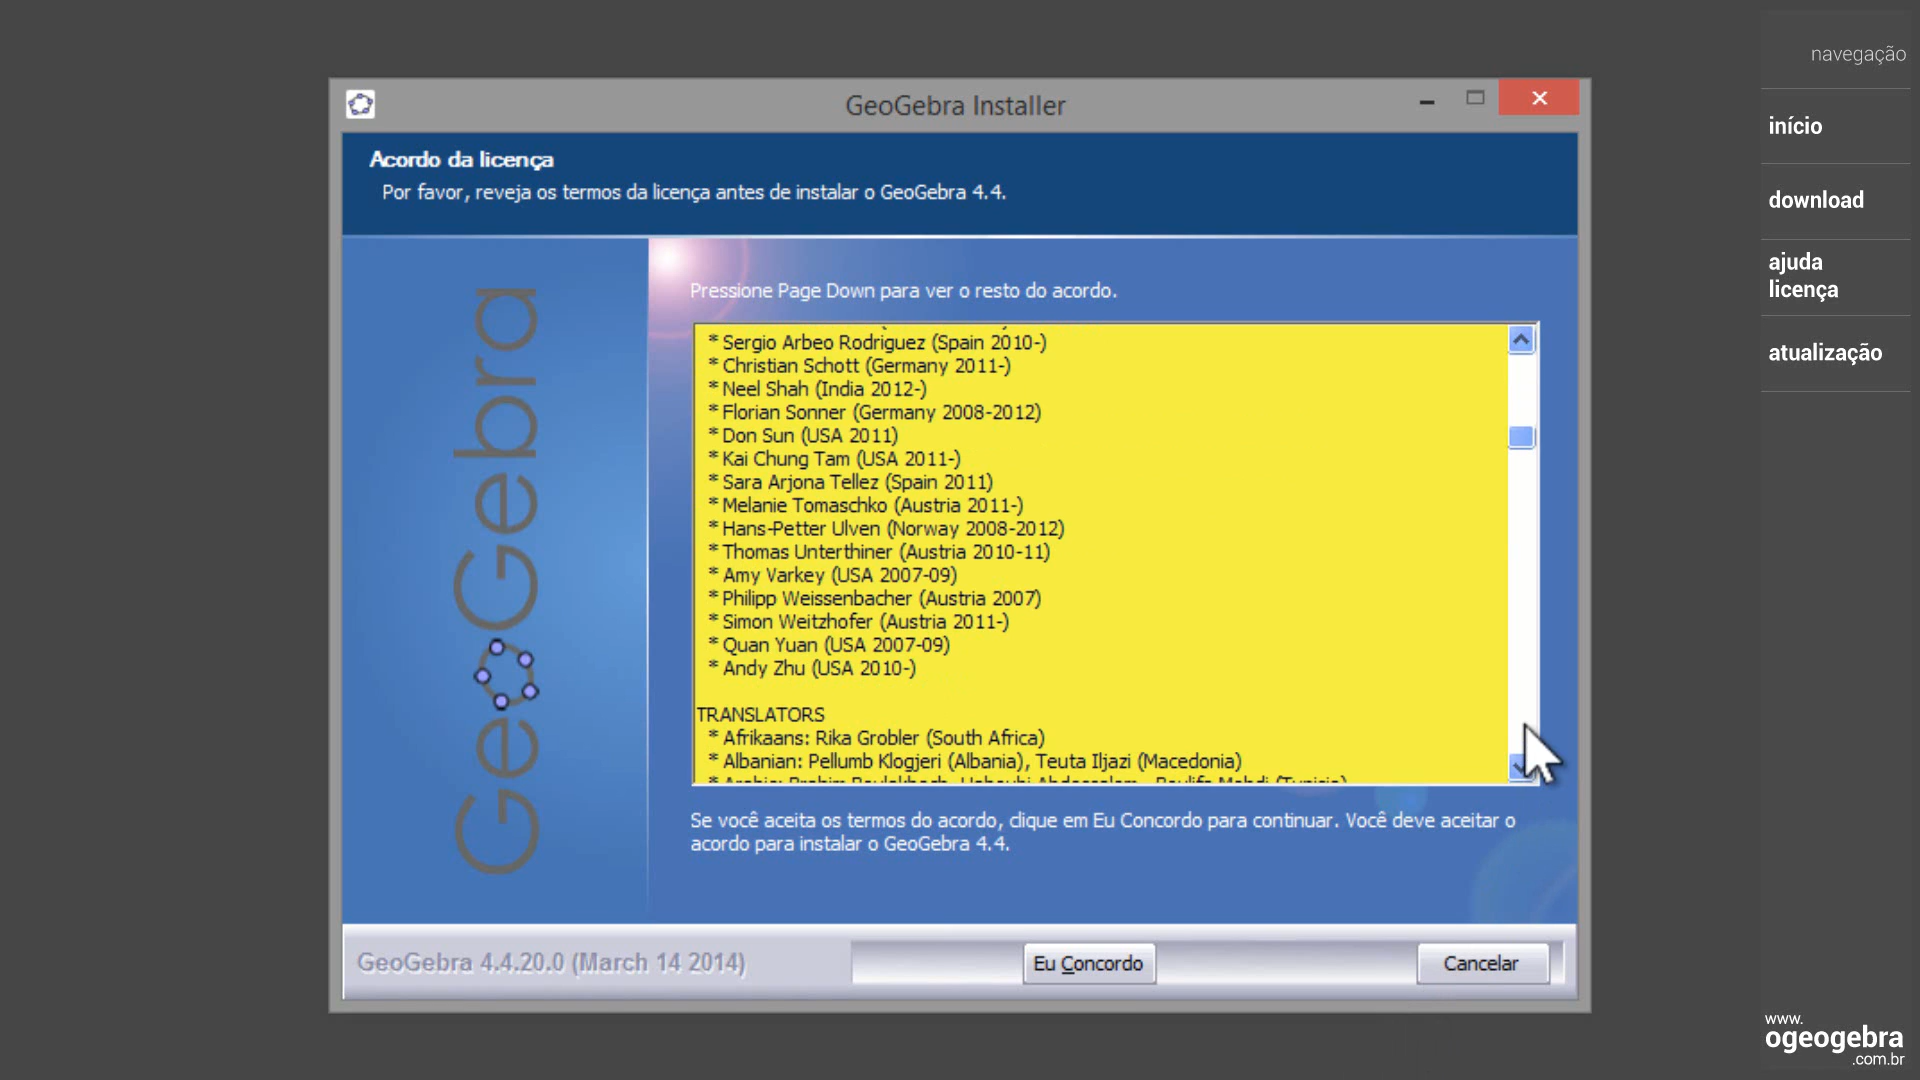 GeoGebra Installer
Acordo da licença
Por favor, reveja os termos da licença antes de instalar o GeoGebra 4.4.
GeoGebra
Pressione Page Down para ver o resto do acordo.
* Sergio Arbeo Rodriguez (Spain 2010-)
* Christian Schott (Germany 2011-)
* Neel Shah (India 2012-)
* Florian Sonner (Germany 2008-2012)
* Don Sun (USA 2011)
* Kai Chung Tam (USA 2011-)
* Sara Arjona Tellez (Spain 2011)
* Melanie Tomaschko (Austria 2011-)
* Hans-Petter Ulven (Norway 2008-2012)
* Thomas Unterthiner (Austria 2010-11)
* Amy Varkey (USA 2007-09)
* Philipp Weissenbacher (Austria 2007)
* Simon Weitzhofer (Austria 2011-)
* Quan Yuan (USA 2007-09)
* Andy Zhu (USA 2010-)
TRANSLATORS
* Afrikaans: Rika Grobler (South Africa)
* Albanian: Pellumb Klogjeri (Albania), Teuta Iljazi (Macedonia)
Se você aceita os termos do acordo, clique em Eu Concordo para continuar. Você deve aceitar o
acordo para instalar o GeoGebra 4.4.
GeoGebra 4.4.20.0 (March 14 2014)
Eu Concordo
Cancelar
navegação
início
download
ajuda
licença
atualização
www.
ogeogebra
.com.br